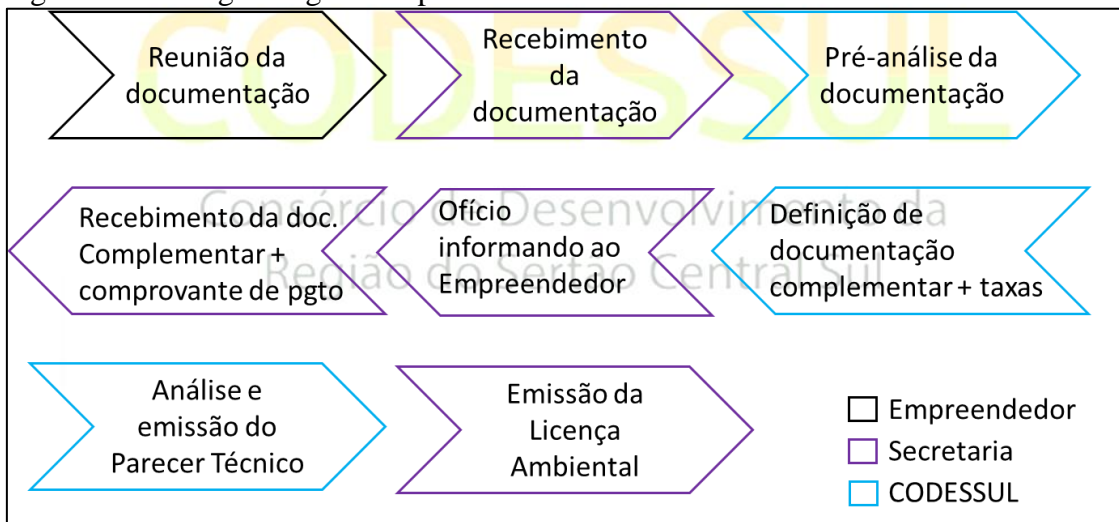 CODESSUL
Consórcio de Desenvolvimento da
Região do Sertão Central Sul
Reunião da
documentação
Recebimento
da
documentação
Pré-análise da
documentação
Definição de
documentação
complementar + taxas
Ofício
informando ao
Empreendedor
Recebimento da doc.
Complementar +
comprovante de pgto
Análise e
emissão do
Parecer Técnico
Emissão da
Licença
Ambiental
Empreendedor
Secretaria
CODESSUL